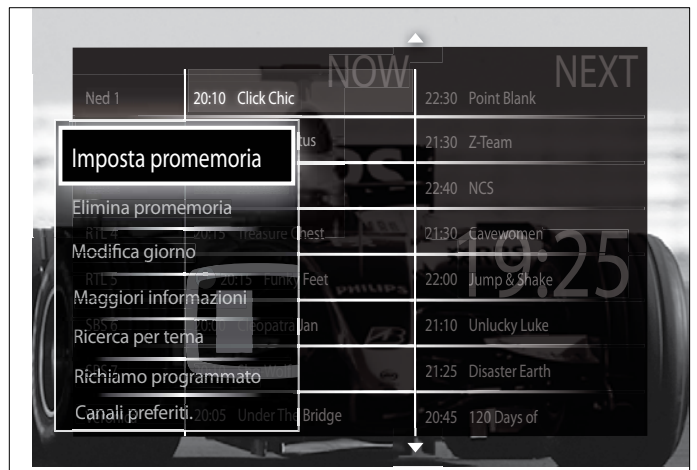 NOW NEXT
Ned 1 20:10 Click Chic 22:30 Point Blank
tus 21:30 Z-Team
Imposta promemoria
22:40 NCS
Elimina promemoria
RTL 4 20:15 Treasure Chest 21:30 Cavewomen
Modifica giorno
19:25
RTL 5 20:15 Funky Feet 22:00 Jump & Shake
PHILIPS
Maggiori informazioni
SBS 6 20:00 Cleopatra Jan 21:10 Unlucky Luke
Ricerca per tema
21:25 Disaster Earth
Richiamo programmato
Canali preferiti.
Veronica 20:05 Under The Bridge 20:45 120 Days of